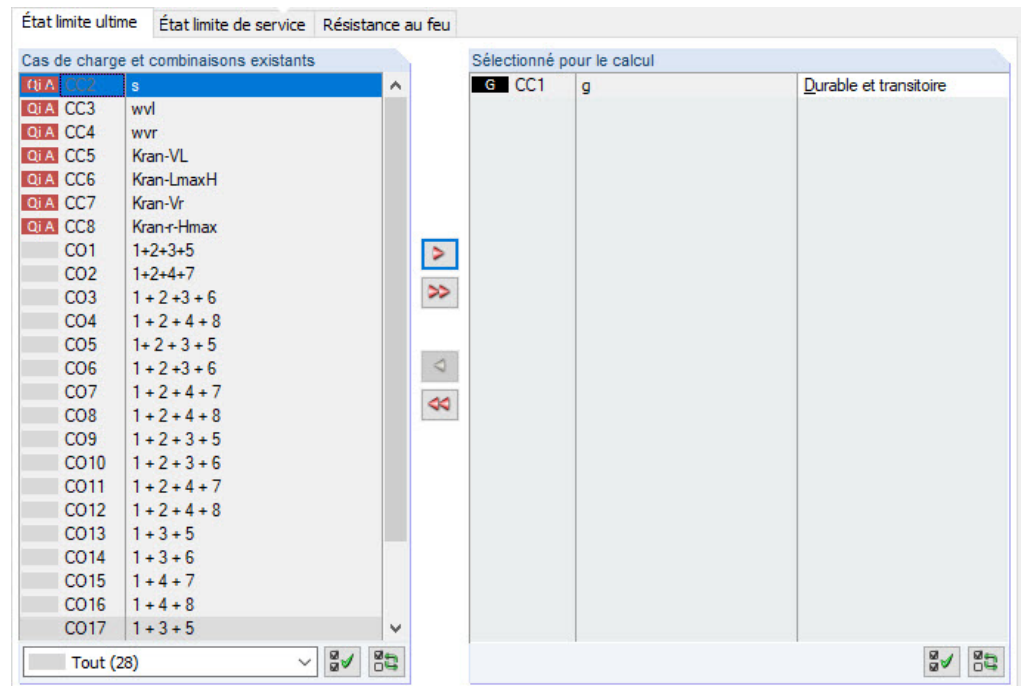 État limite ultime État limite de service Résistance au feu
Cas de charge et combinaisons existants Sélectionné pour le calcul
Qi A CC2 s G CC1 g Durable et transitoire
Qi A CC3 wvl
Qi A CC4 wvr
Qi A CC5 Kran-VL
Qi A CC6 Kran-LmaxH
Qi A CC7 Kran-Vr
Qi A CC8 Kran-r-Hmax
CO1 1+2+3+5
CO2 1+2+4+7
CO3 1 + 2 +3 + 6
CO4 1 + 2 + 4 + 8
CO5 1+ 2 + 3 + 5
CO6 1 + 2 +3 + 6
CO7 1 + 2 + 4 + 7
CO8 1 + 2 + 4 + 8
CO9 1 + 2 + 3 + 5
CO10 1 + 2 + 3 + 6
CO11 1 + 2 + 4 + 7
CO12 1 + 2 + 4 + 8
CO13 1 + 3 + 5
CO14 1 + 3 + 6
CO15 1 + 4 + 7
CO16 1 + 4 + 8
CO17 1 + 3 + 5
Tout (28)